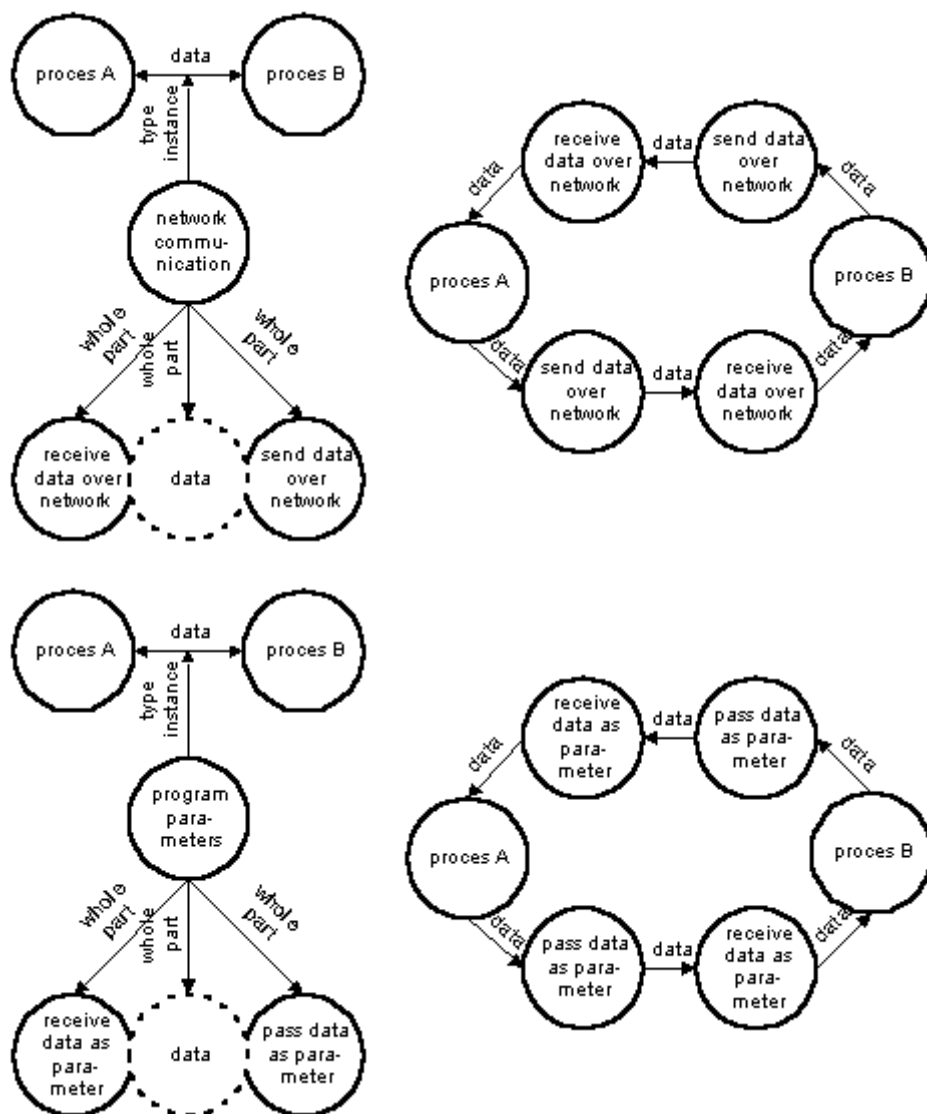 data
proces A
proces B
type
instance
network
commu-
nication
whole
part
whole
part
whole
part
receive
data over
network
data
send data
over
network
receive
data over
network
data
send data
over
network
data
data
proces A
proces B
data
send data
over
network
data
receive
data over
network
data
data
proces A
proces B
type
instance
program
para-
meters
whole
part
whole
part
whole
part
receive
data as
para-
meter
data
pass data
as para-
meter
receive
data as
para-
meter
data
pass data
as para-
meter
data
data
proces A
proces B
data
pass data
as para-
meter
data
receive
data as
para-
meter
data